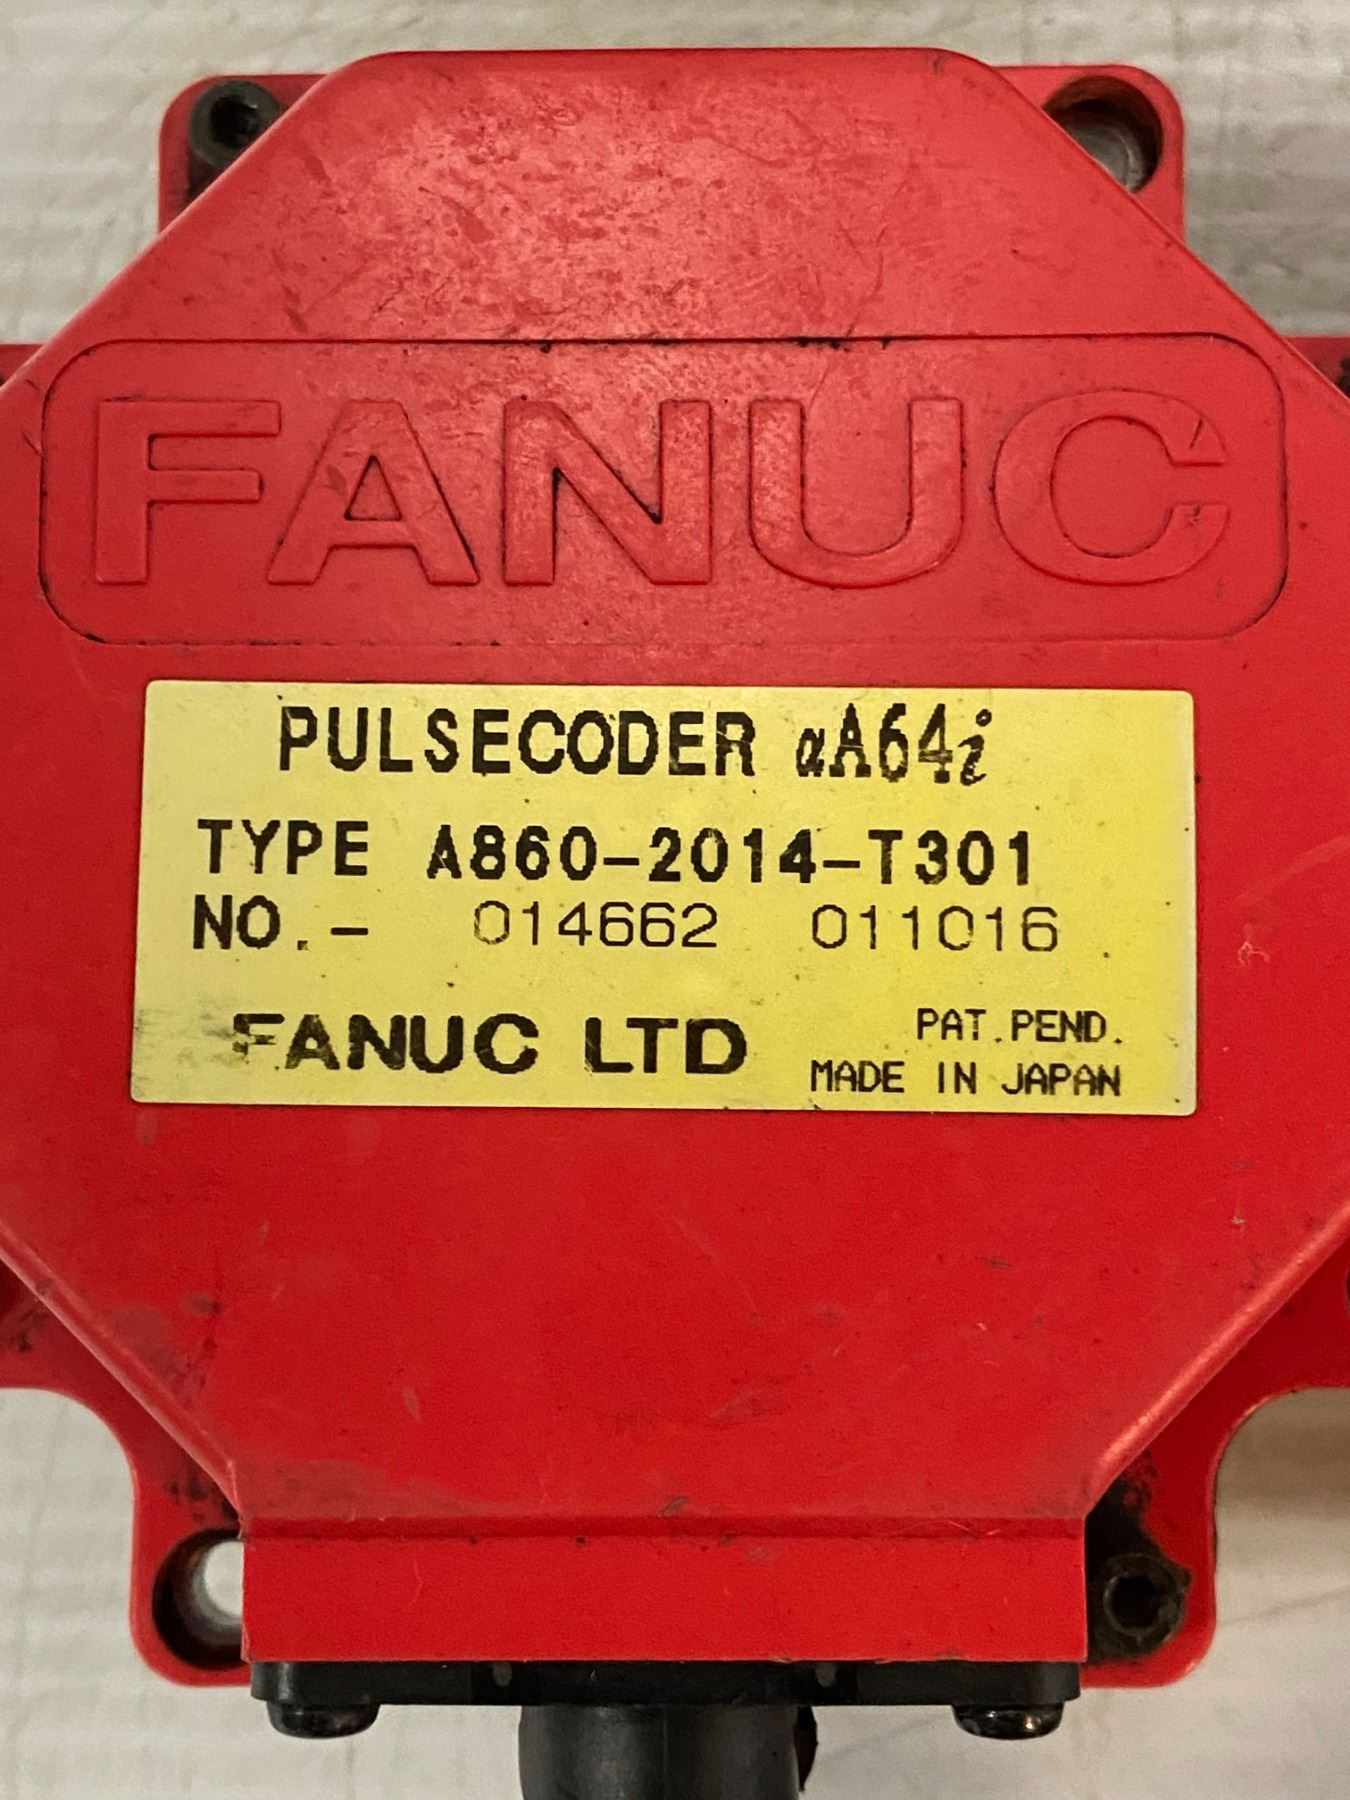 FANUC
PULSECODER αA64i
TYPE A860-2014-T301
NO.- 014662 011016
FANUC LTD
PAT.PEND.
MADE IN JAPAN